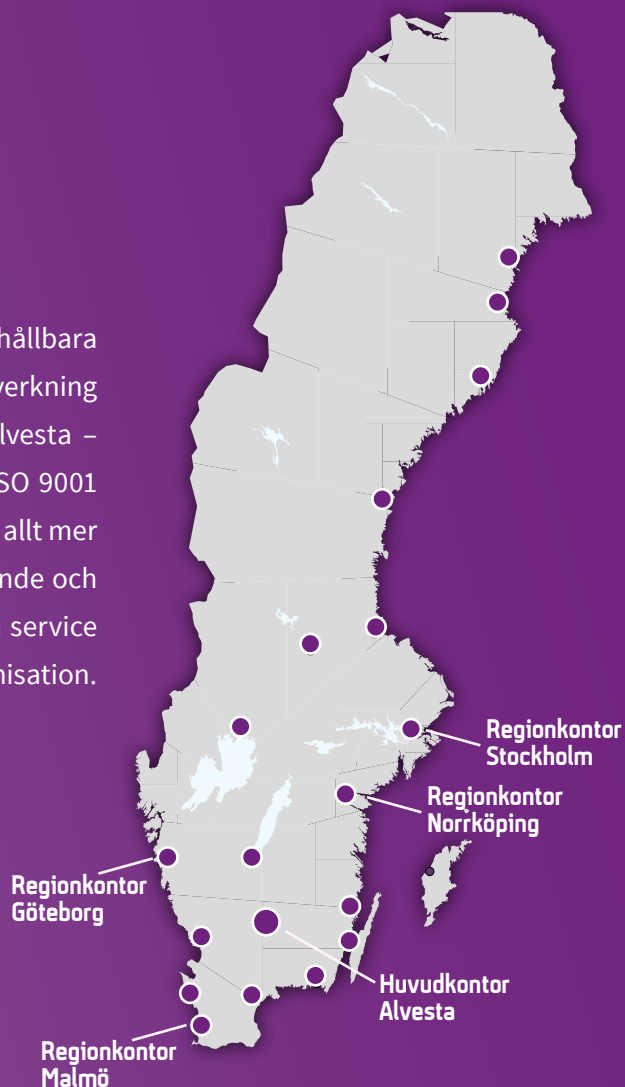 hållbara
verkning
lvesta –
SO 9001
allt mer
nde och
service
nisation.
Regionkontor
Stockholm
Regionkontor
Norrköping
Regionkontor
Göteborg
Huvudkontor
Alvesta
Regionkontor
Malmö